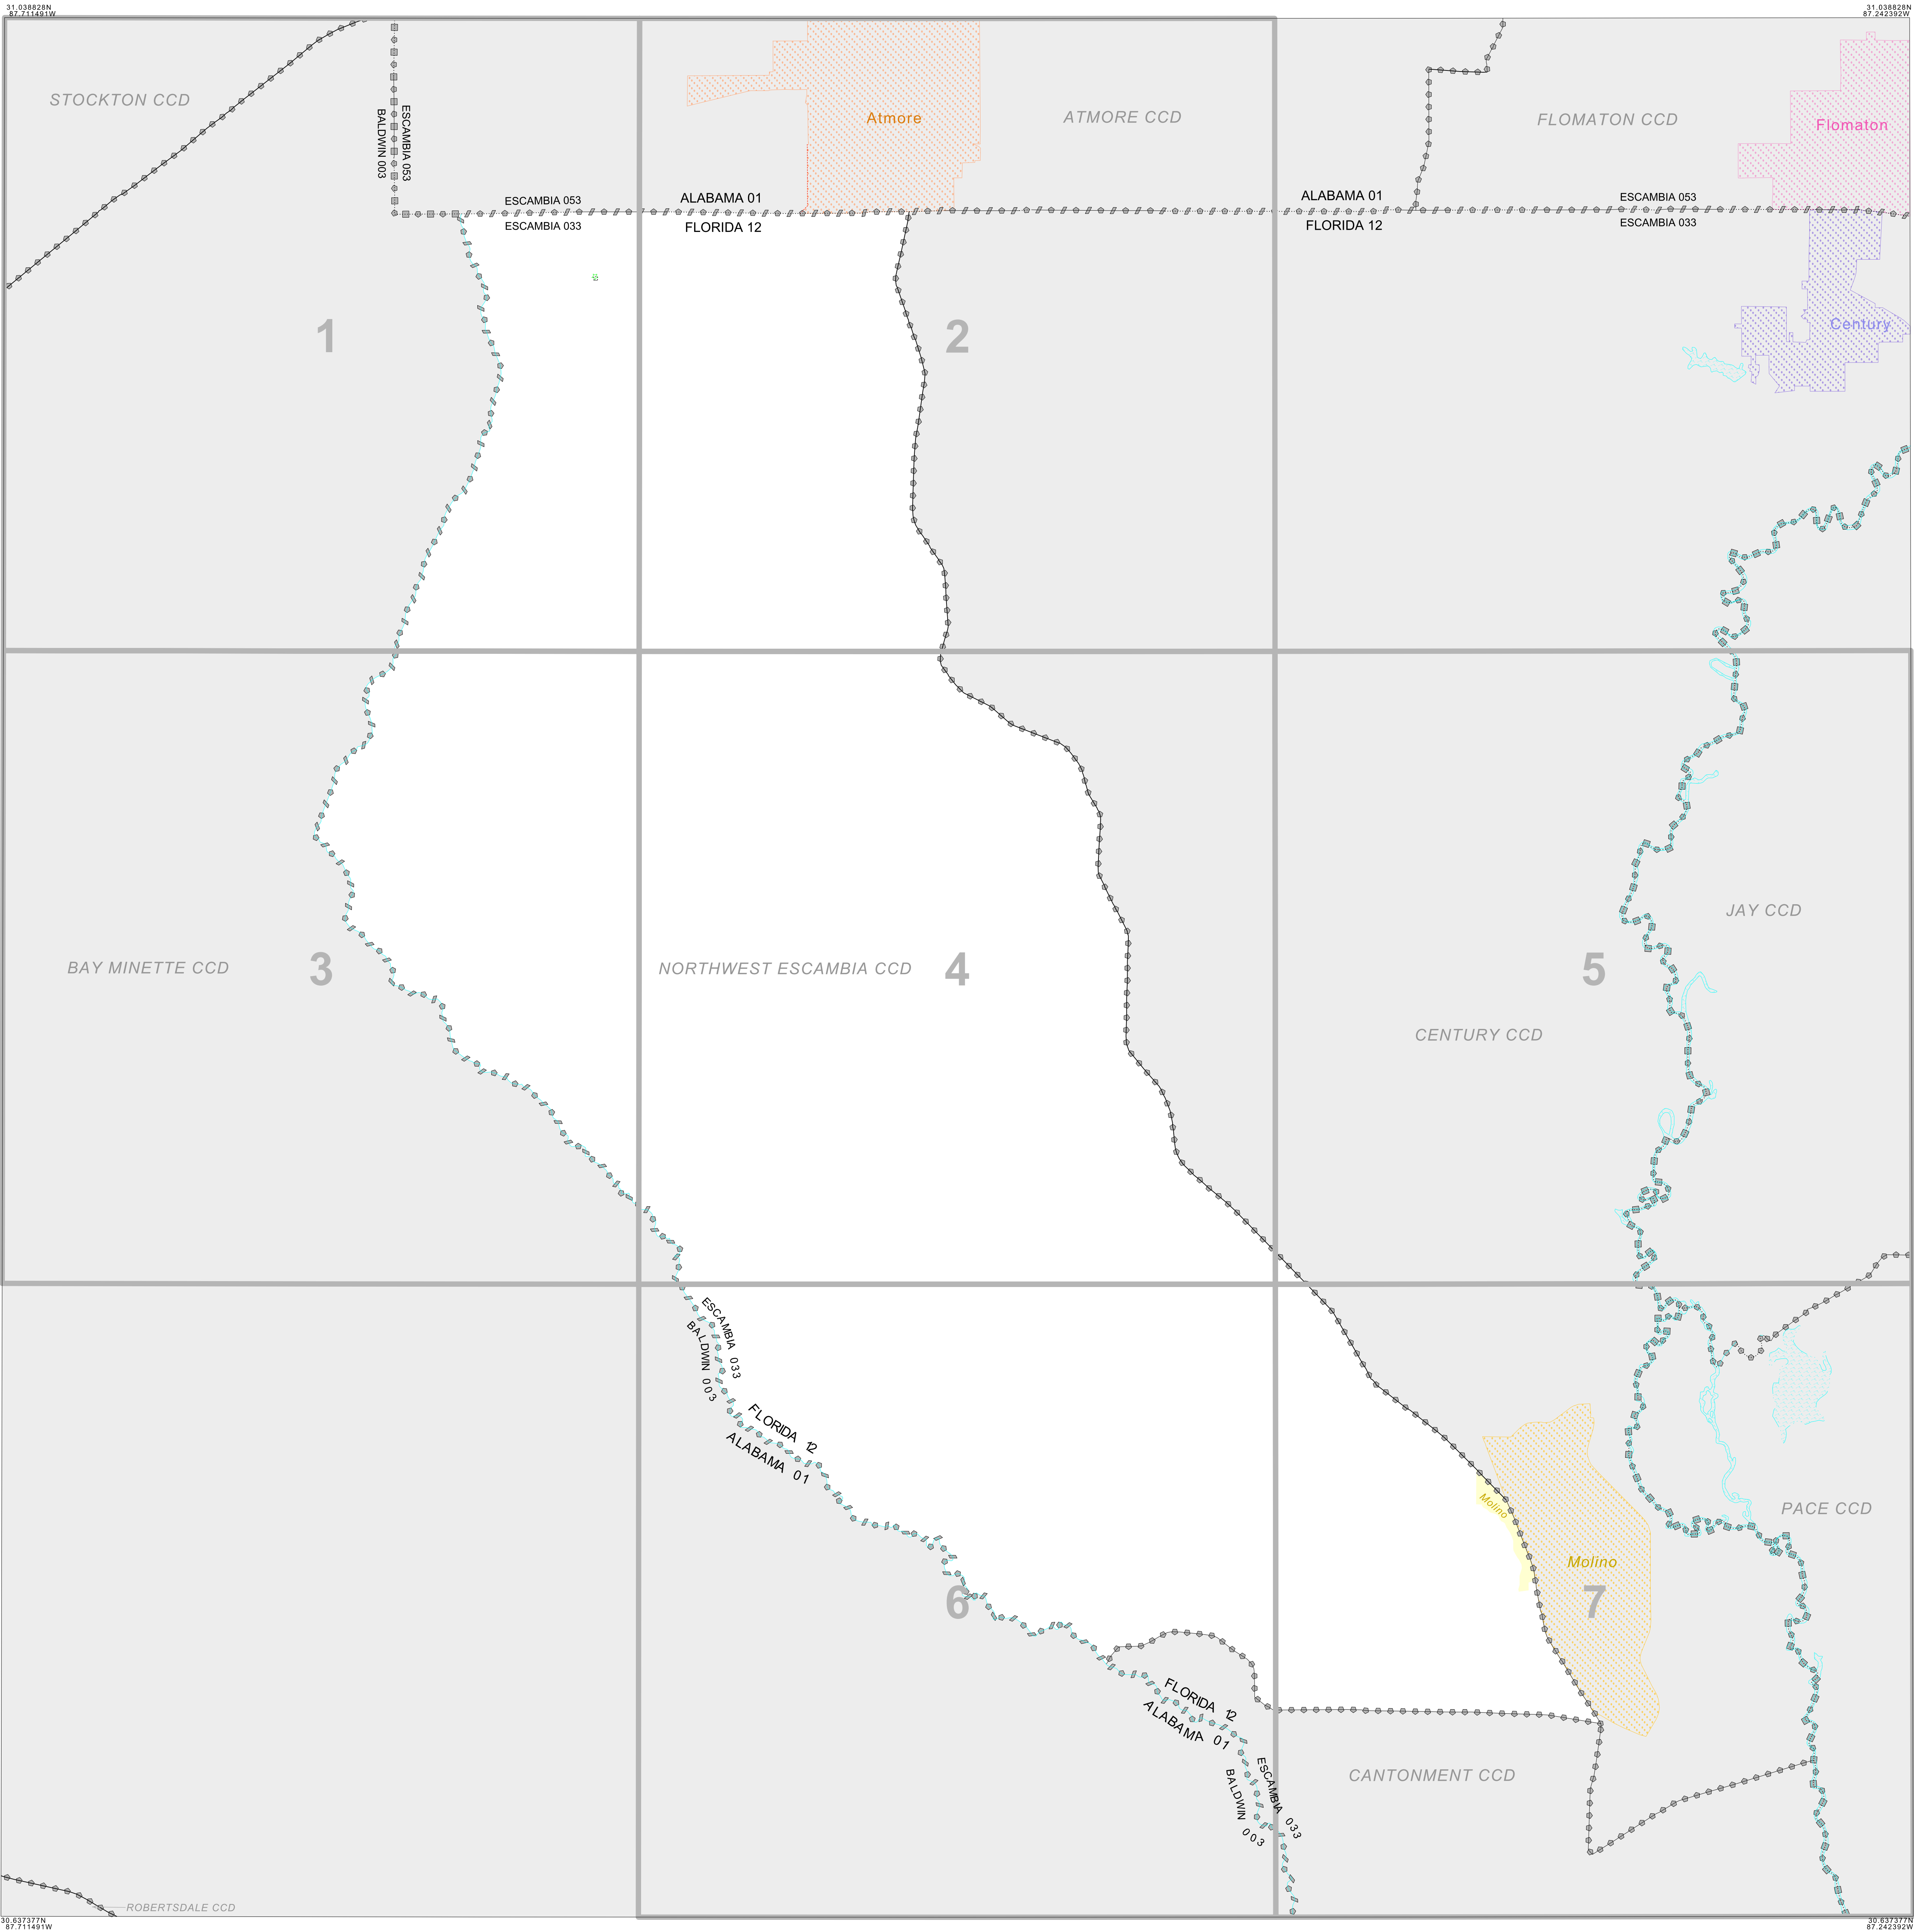 31.038828N
87.711491W
31.038828N
87.242392W
STOCKTON CCD
ESCAMBIA 053
BALDWIN 003
Atmore
ATMORE CCD
FLOMATON CCD
Flomaton
ESCAMBIA 053
ESCAMBIA 033
ALABAMA 01
FLORIDA 12
ALABAMA 01
FLORIDA 12
ESCAMBIA 053
ESCAMBIA 033
1
2
Century
BAY MINETTE CCD
3
NORTHWEST ESCAMBIA CCD
4
5
JAY CCD
CENTURY CCD
ESCAMBIA 033
BALDWIN 003
FLORIDA 12
ALABAMA 01
Molino
Molino
PACE CCD
6
7
FLORIDA 12
ALABAMA 01
ESCAMBIA 033
BALDWIN 003
CANTONMENT CCD
ROBERTSDALE CCD
30.637377N
87.711491W
30.637377N
87.242392W